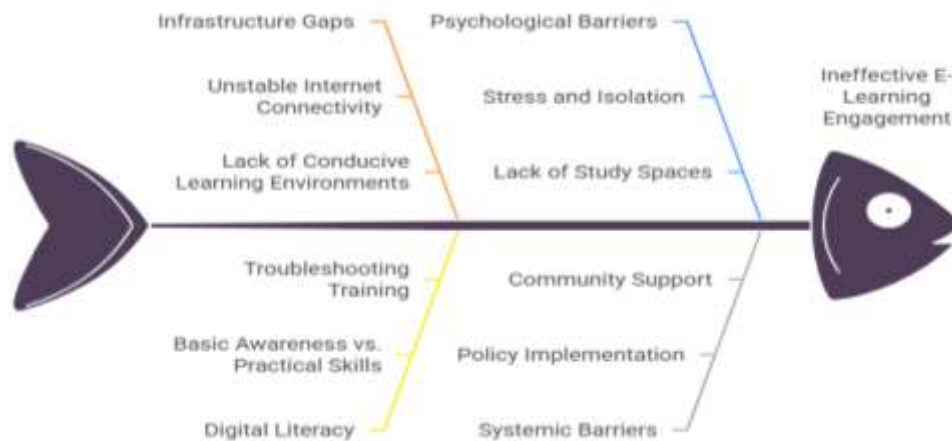 Infrastructure Gaps
Unstable Internet
Connectivity
Lack of Conducive
Learning Environments
Psychological Barriers
Stress and Isolation
Lack of Study Spaces
Ineffective E-
Learning
Engagement
Troubleshooting
Training
Basic Awareness vs.
Practical Skills
Digital Literacy
Community Support
Policy Implementation
Systemic Barriers